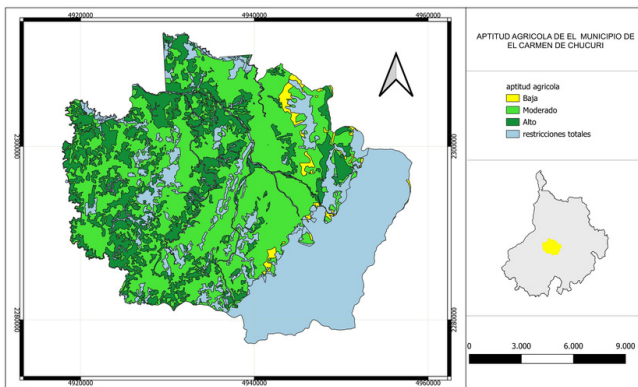 4920000
4940000
4960000
2300000
2280000
2300000
2280000
4920000
4940000
4960000
APTITUD AGRICOLA DE EL MUNICIPIO DE
EL CARMEN DE CHUCURI
aptitud agricola
Baja
Moderado
Alto
restricciones totales
0
3.000
6.000
9.000